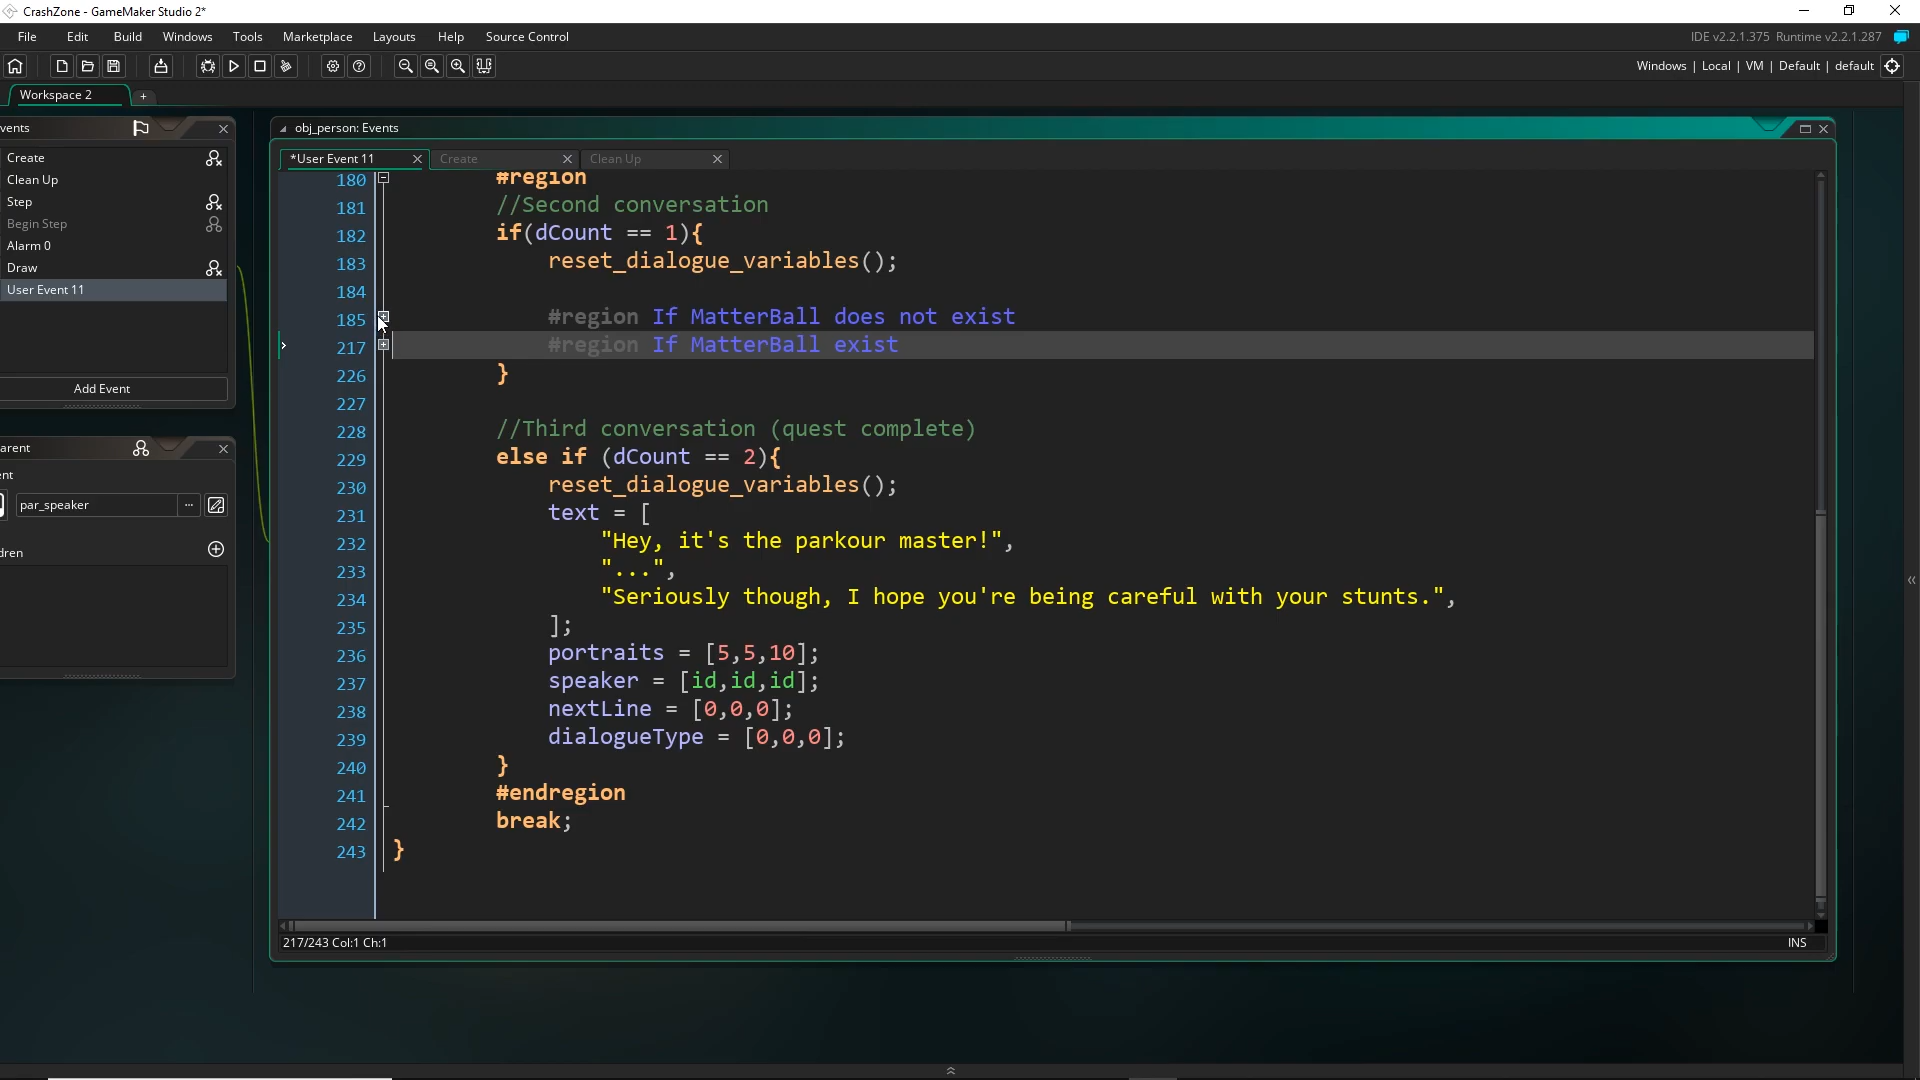 CrashZone - GameMaker Studio 2*
File Edit Build Windows Tools Marketplace Layouts Help Source Control
IDE v2.2.1.375 Runtime v2.2.1.287
Windows | Local | VM | Default | default
Workspace 2 +
vents
Create
Clean Up
Step
Begin Step
Alarm 0
Draw
User Event 11
Add Event
arent
ent
par_speaker ...
dren
obj_person: Events
*User Event 11 Create Clean Up
180 #region
181 //Second conversation
182 if(dCount == 1){
183 reset_dialogue_variables();
184
185 #region If MatterBall does not exist
217 #region If MatterBall exist
226 }
227
228 //Third conversation (quest complete)
229 else if (dCount == 2){
230 reset_dialogue_variables();
231 text = [
232 "Hey, it's the parkour master!",
233 "...",
234 "Seriously though, I hope you're being careful with your stunts.",
235 ];
236 portraits = [5,5,10];
237 speaker = [id,id,id];
238 nextLine = [0,0,0];
239 dialogueType = [0,0,0];
240 }
241 #endregion
242 break;
243 }
217/243 Col:1 Ch:1 INS